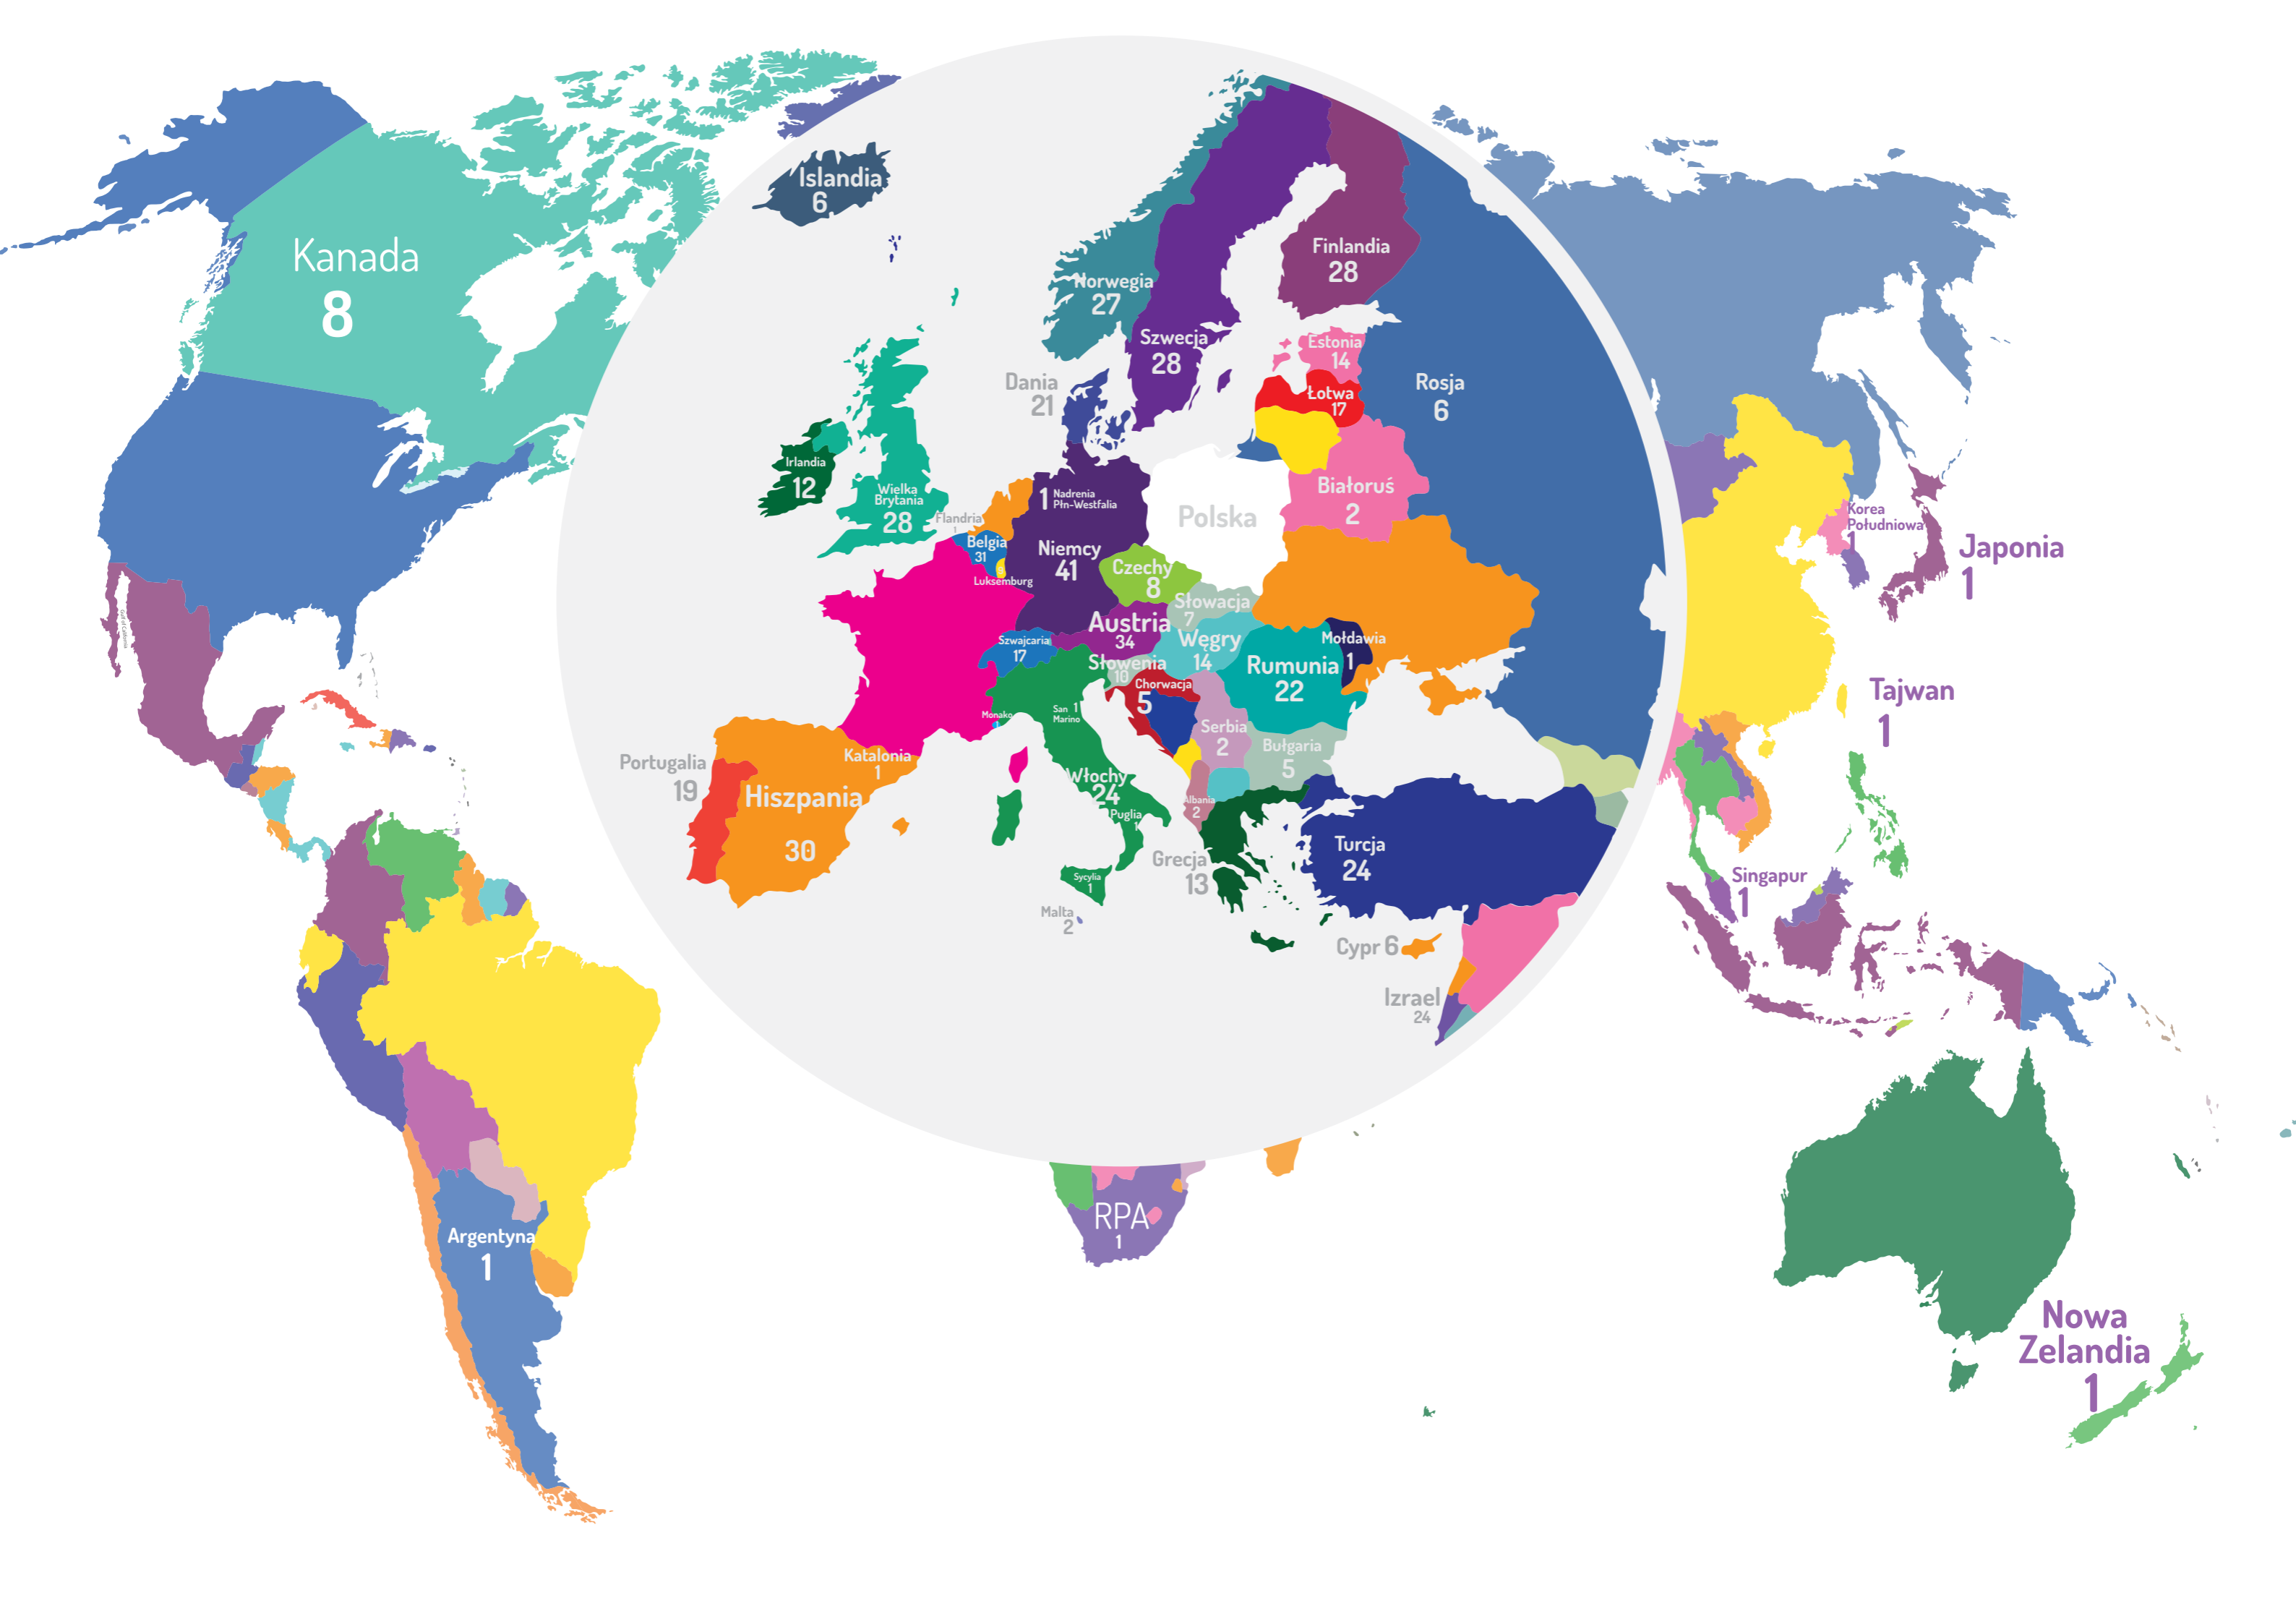 Islandia
6
Kanada
8
Finlandia
28
Norwegia
27
Szwecja
28
Estonia
14
Dania
21
Łotwa
17
Rosja
6
Irlandia
12
Wielka
Brytania
28
Flandria
1
1 Nadrenia
Płn-Westfalia
Polska
Białoruś
2
Belgia
31
Niemcy
41
Luksemburg
Czechy
8
Słowacja
7
Austria
34
Szwajcaria
17
Węgry
14
Mołdawia
1
Słowenia
10
Rumunia
22
Chorwacja
5
Monako
1
San 1
Marino
Serbia
2
Bułgaria
5
Portugalia
19
Katalonia
1
Hiszpania
30
Włochy
24
Puglia
1
Albania
2
Grecja
13
Turcja
24
Sycylia
1
Malta
2
Cypr 6
Izrael
24
Korea
Południowa
1
Japonia
1
Tajwan
1
Singapur
1
RPA
1
Argentyna
1
Nowa
Zelandia
1